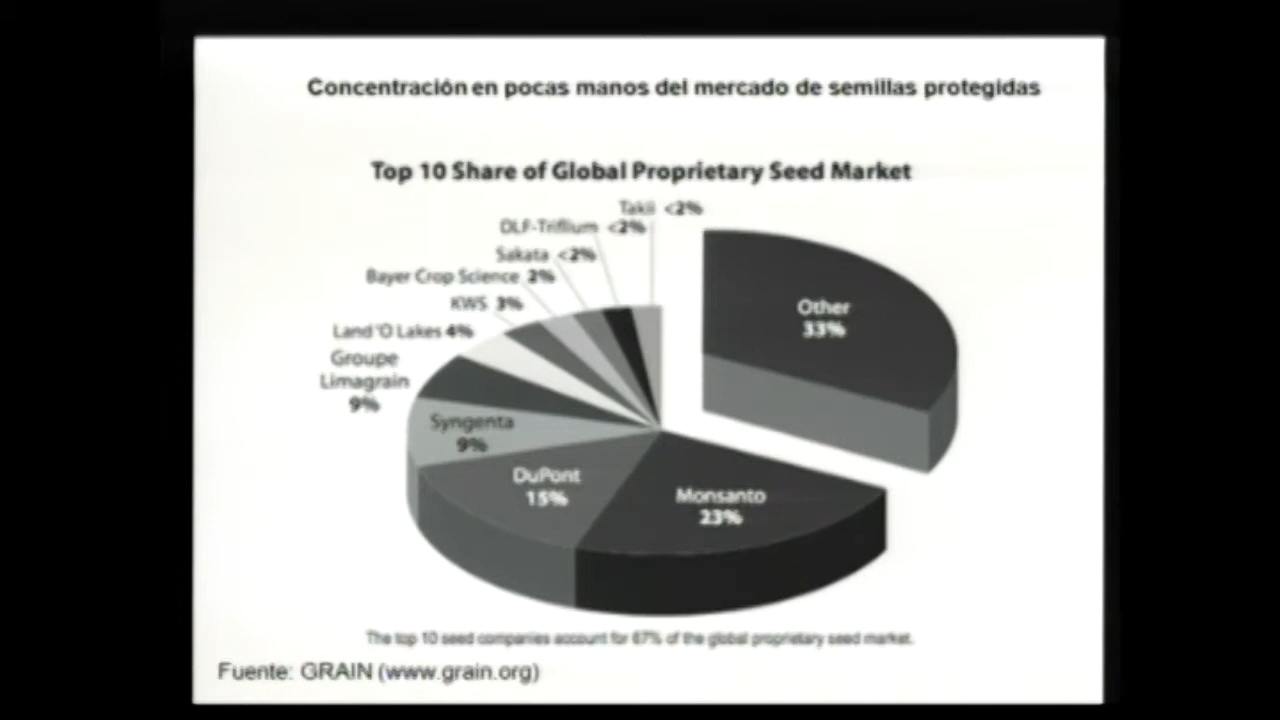 Concentración en pocas manos del mercado de semillas protegidas
Top 10 Share of Global Proprietary Seed Market
Takii <2%
DLF-Trifolium <2%
Sakata <2%
Bayer Crop Science 2%
KWS 3%
Land 'O Lakes 4%
Groupe
Limagrain
9%
Syngenta
9%
DuPont
15%
Monsanto
23%
Other
33%
The top 10 seed companies account for 67% of the global proprietary seed market.
Fuente: GRAIN (www.grain.org)